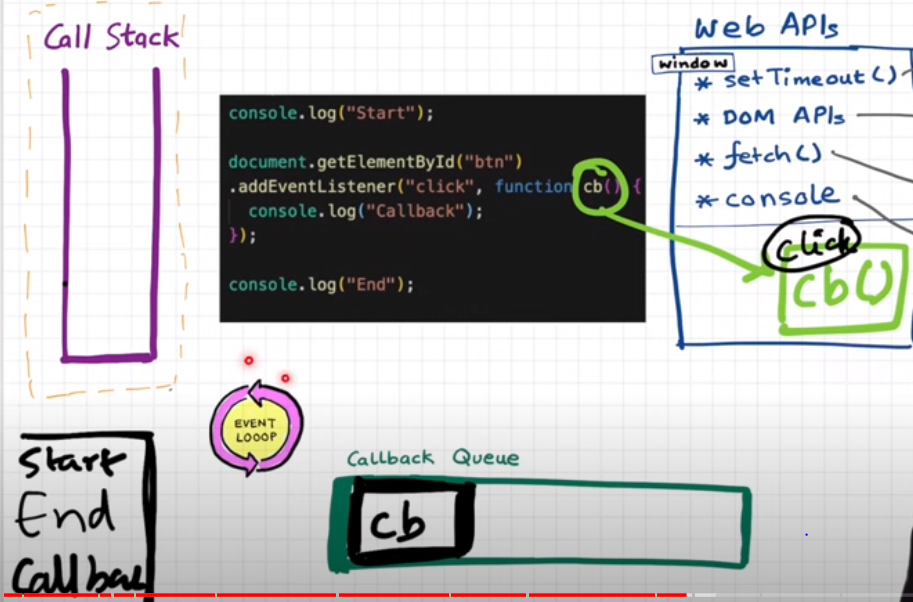 Call Stack
Web APIs
window
* setTimeout()
* DOM APIs
* fetch()
* console
click
cb()
console.log("Start");
document.getElementById("btn")
.addEventListener("click", function cb() {
console.log("Callback");
});
console.log("End");
EVENT
LOOOP
Start
End
Callbac
Callback Queue
cb